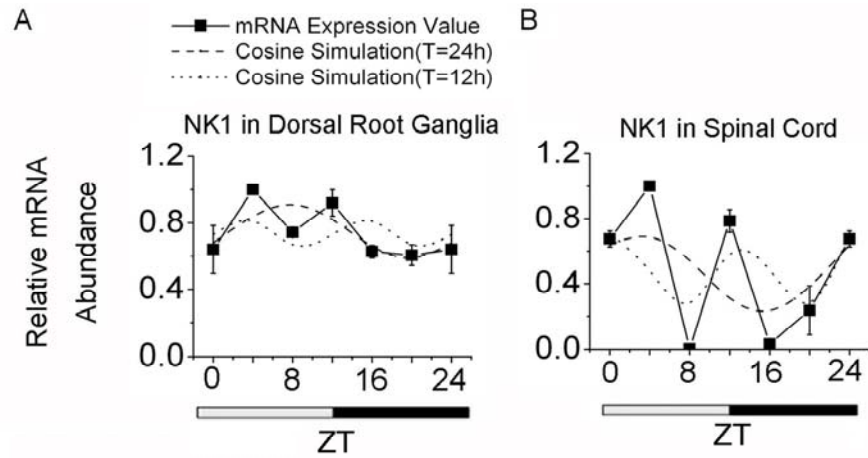 A
B
mRNA Expression Value
Cosine Simulation(T=24h)
Cosine Simulation(T=12h)
NK1 in Dorsal Root Ganglia
NK1 in Spinal Cord
Relative mRNA
Abundance
1.2
0.8
0.4
0.0
0 8 16 24
ZT
1.2
0.8
0.4
0.0
0 8 16 24
ZT